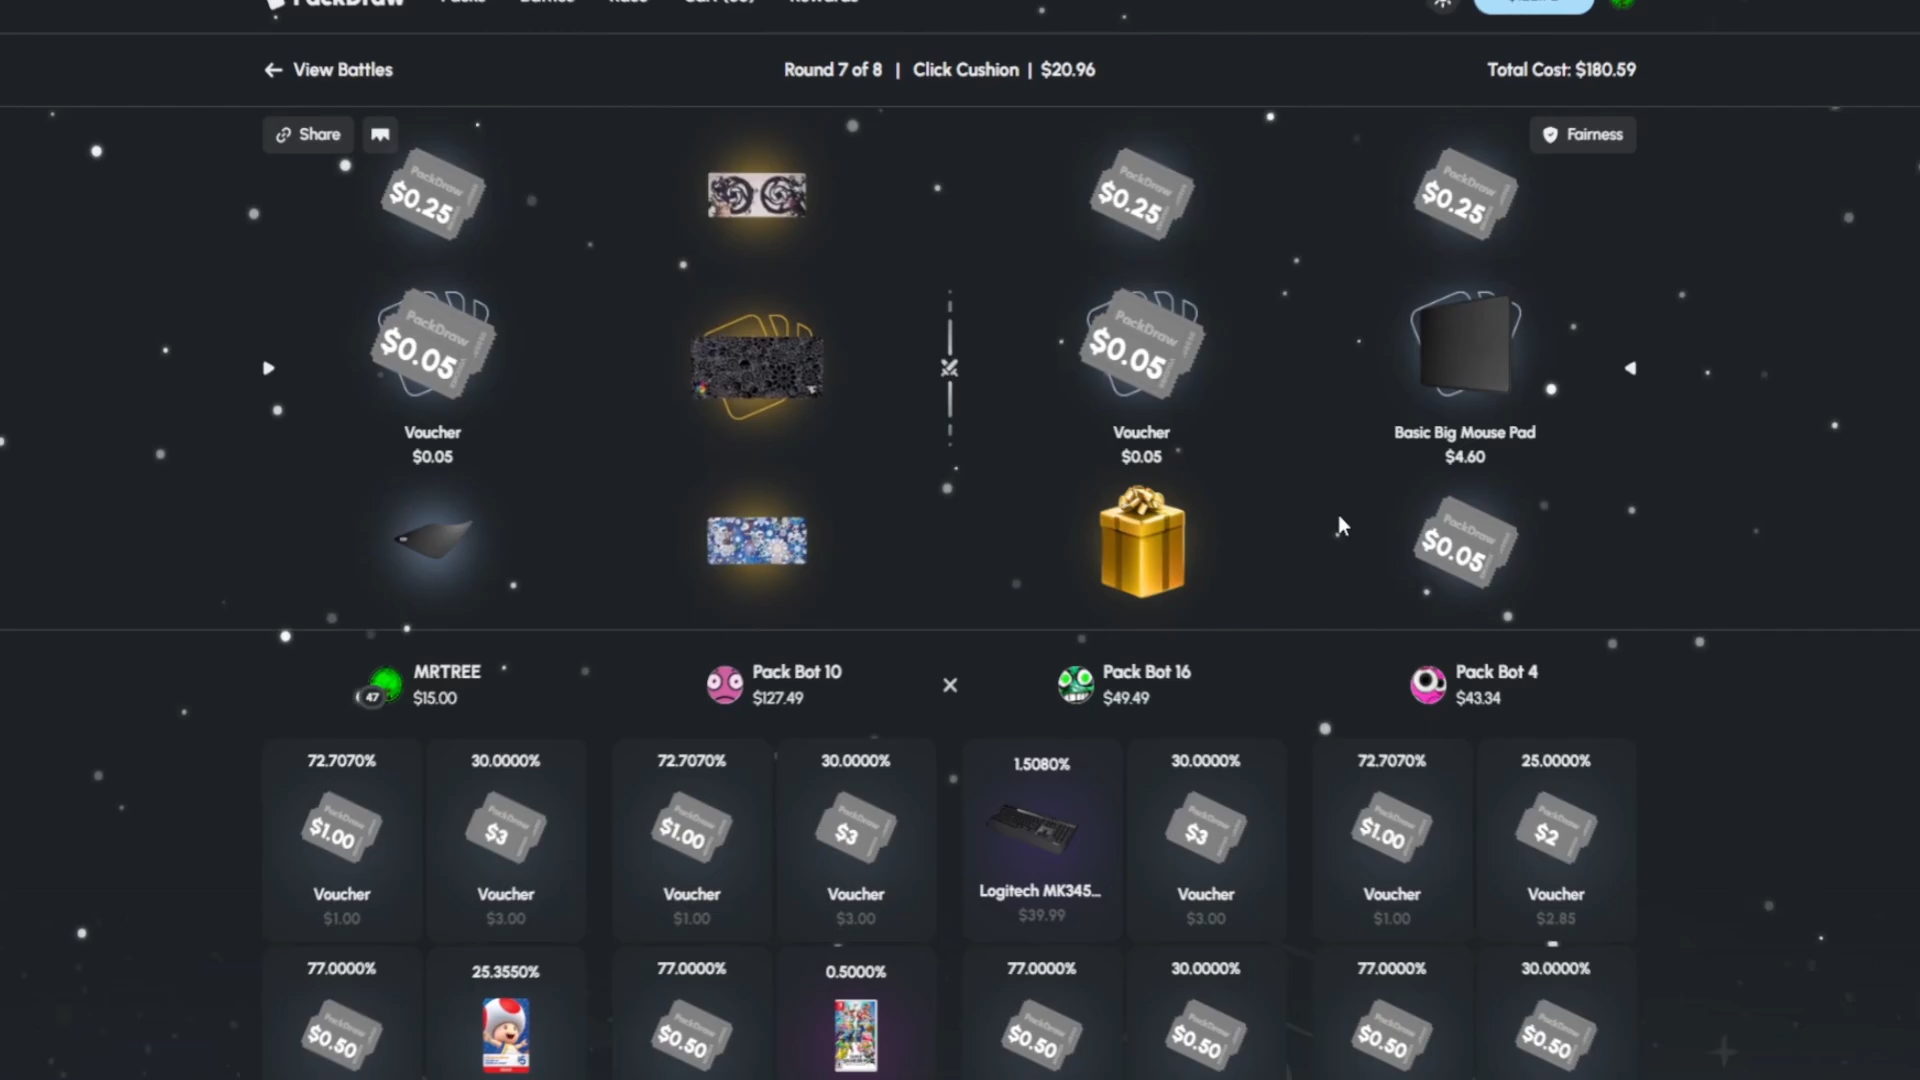 PackDraw
← View Battles
Round 7 of 8 | Click Cushion | $20.96
Total Cost: $180.59
Share
Fairness
PackDraw
$0.25
PackDraw
$0.25
PackDraw
$0.25
PackDraw
$0.05
PackDraw
$0.05
Voucher
$0.05
Voucher
$0.05
Basic Big Mouse Pad
$4.60
PackDraw
$0.05
MRTREE
47
$15.00
Pack Bot 10
$127.49
Pack Bot 16
$49.49
Pack Bot 4
$43.34
72.7070%
30.0000%
72.7070%
30.0000%
1.5080%
30.0000%
72.7070%
25.0000%
$1.00
$3
$1.00
$3
$3
$1.00
$2
Voucher
Voucher
Voucher
Voucher
Logitech MK345...
Voucher
Voucher
Voucher
$1.00
$3.00
$1.00
$3.00
$39.99
$3.00
$1.00
$2.85
77.0000%
25.3550%
77.0000%
0.5000%
77.0000%
30.0000%
77.0000%
30.0000%
$0.50
$0.50
$0.50
$0.50
$0.50
$0.50